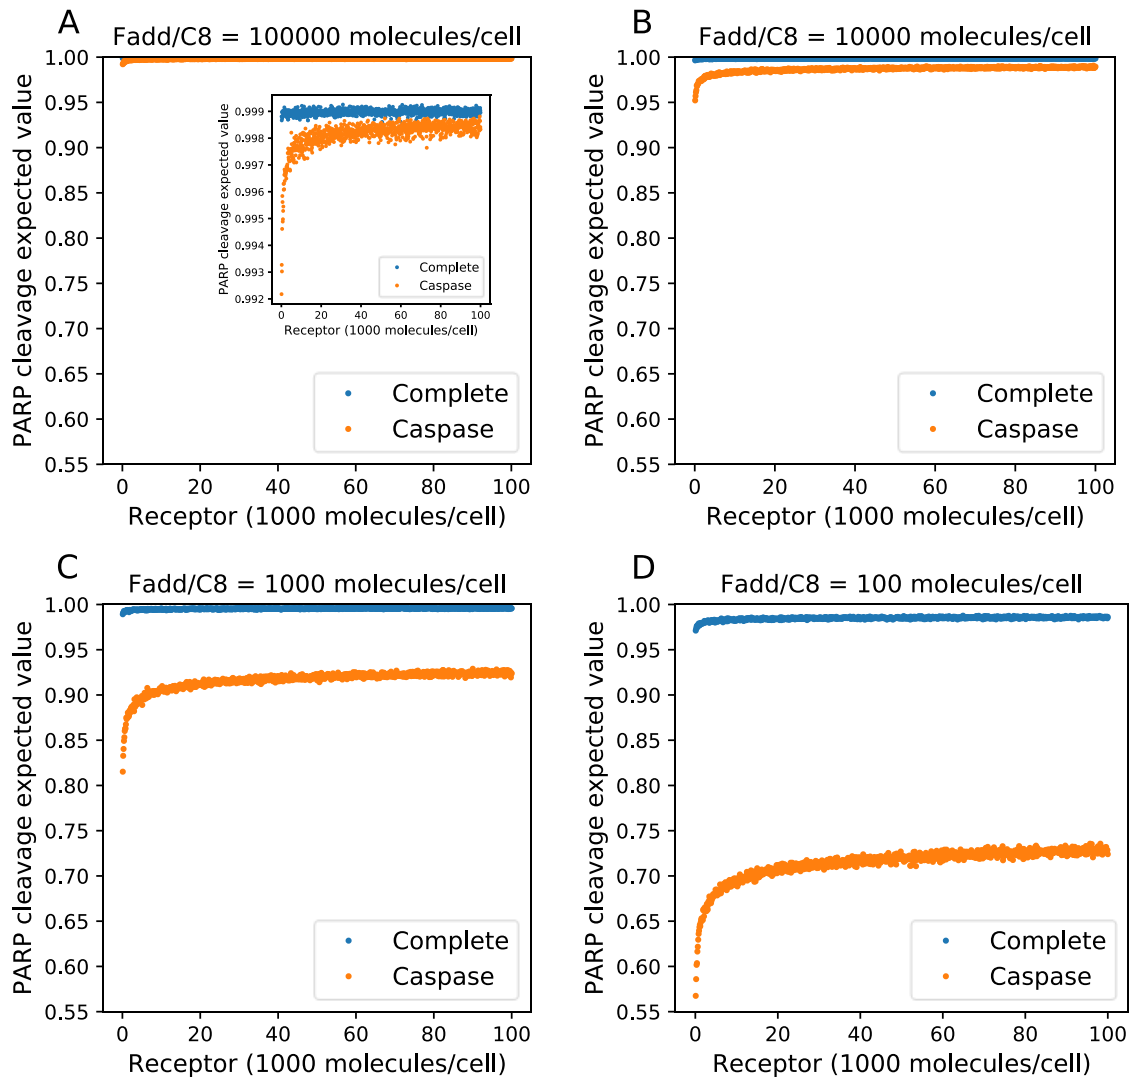 A
Fadd/C8 = 100000 molecules/cell
PARP cleavage expected value
1.00
0.95
0.90
0.85
0.80
0.75
0.70
0.65
0.60
0.55
0 20 40 60 80 100
Receptor (1000 molecules/cell)
Complete
Caspase
PARP cleavage expected value
0.999
0.998
0.997
0.996
0.995
0.994
0.993
0.992
0 20 40 60 80 100
Receptor (1000 molecules/cell)
Complete
Caspase
B
Fadd/C8 = 10000 molecules/cell
PARP cleavage expected value
1.00
0.95
0.90
0.85
0.80
0.75
0.70
0.65
0.60
0.55
0 20 40 60 80 100
Receptor (1000 molecules/cell)
Complete
Caspase
C
Fadd/C8 = 1000 molecules/cell
PARP cleavage expected value
1.00
0.95
0.90
0.85
0.80
0.75
0.70
0.65
0.60
0.55
0 20 40 60 80 100
Receptor (1000 molecules/cell)
Complete
Caspase
D
Fadd/C8 = 100 molecules/cell
PARP cleavage expected value
1.00
0.95
0.90
0.85
0.80
0.75
0.70
0.65
0.60
0.55
0 20 40 60 80 100
Receptor (1000 molecules/cell)
Complete
Caspase